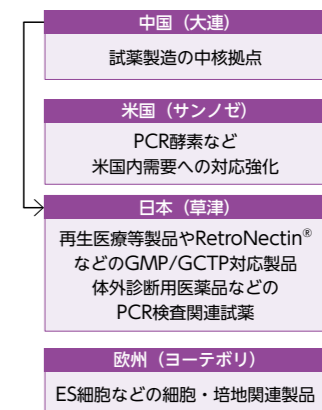 中国（大連）
試薬製造の中核拠点
米国（サンノゼ）
PCR酵素など
米国内需要への対応強化
日本（草津）
再生医療等製品やRetroNectin®
などのGMP/GCTP対応製品
体外診断用医薬品などの
PCR検査関連試薬
欧州（ヨーテボリ）
ES細胞などの細胞・培地関連製品